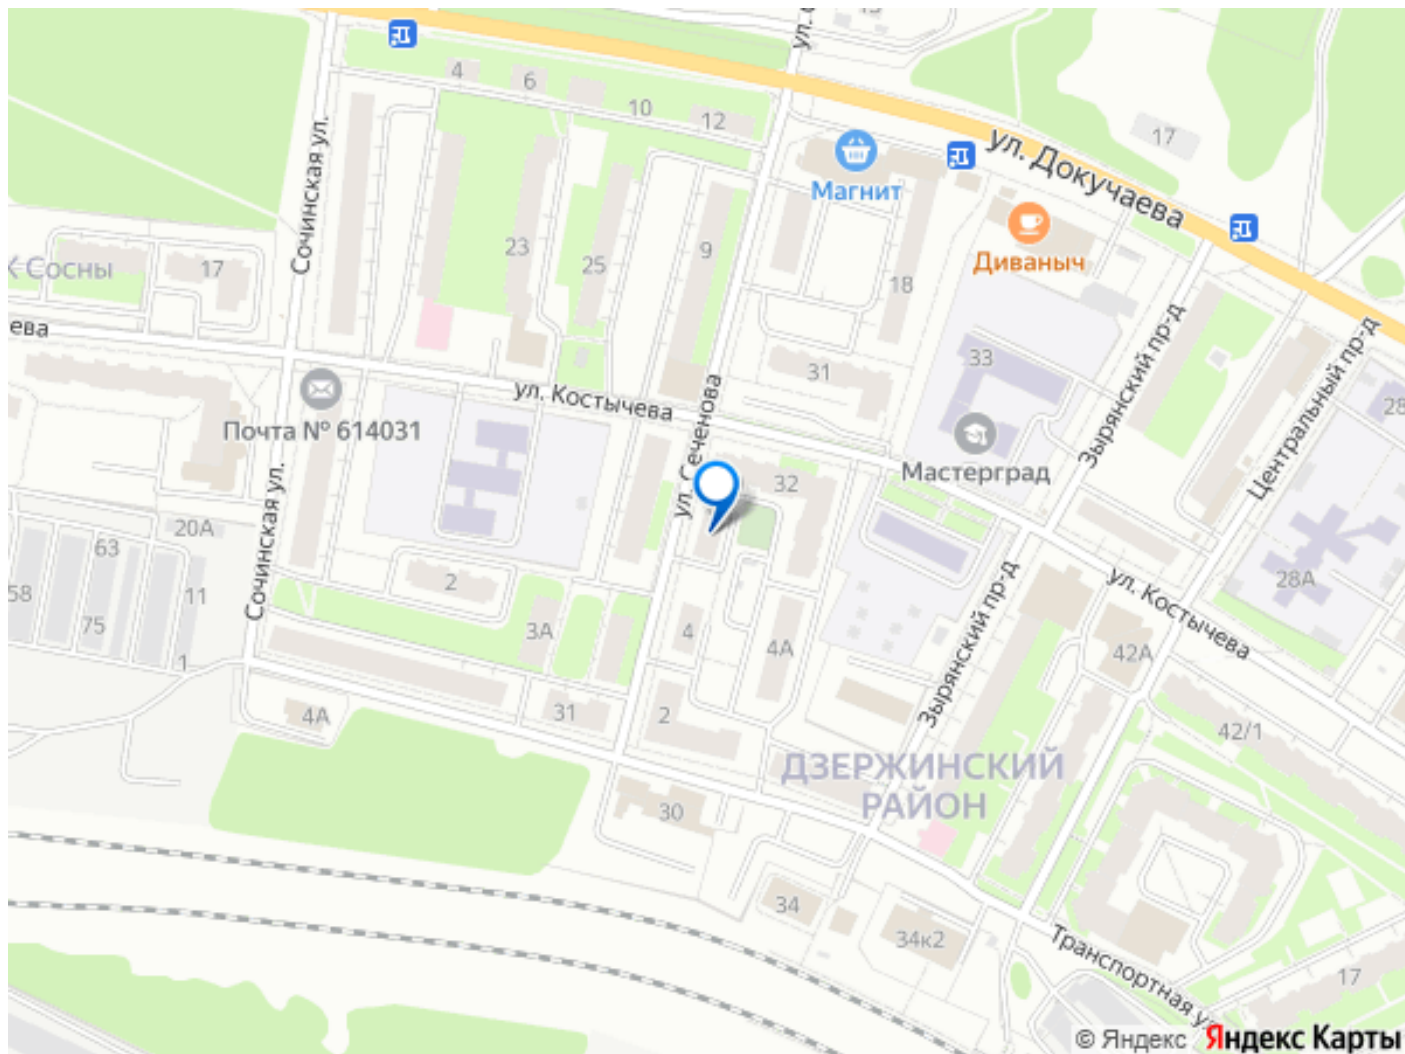 ул. С
13
4
6
10
12
17
ул. Докучаева
Магнит
Сочинская ул.
23
25
9
18
Диваныч
К Сосны
17
ева
33
31
Зырянский пр-д
Центральный пр-д
ул. Костычева
28
Почта № 614031
ул. Сеченова
Мастерград
32
Сочинская ул.
20А
63
58
11
75
1
2
3А
4
4А
28А
ул. Костычева
Зырянский пр-д
42А
4А
31
2
42/1
ДЗЕРЖИНСКИЙ
РАЙОН
30
34
34к2
Транспортная ул
17
© Яндекс Яндекс Карты